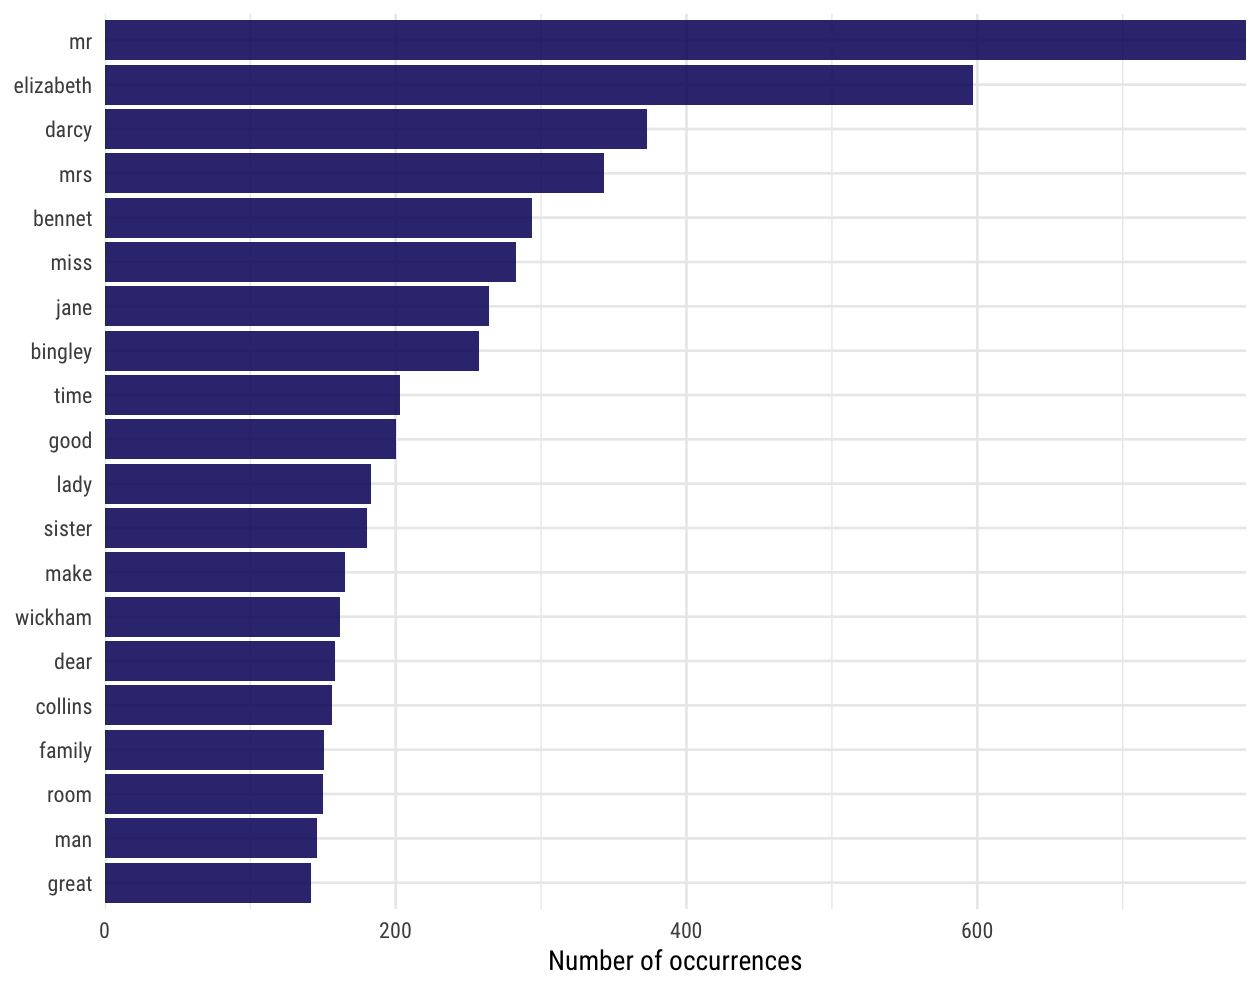 mr
elizabeth
darcy
mrs
bennet
miss
jane
bingley
time
good
lady
sister
make
wickham
dear
collins
family
room
man
great
0 200 400 600
Number of occurrences